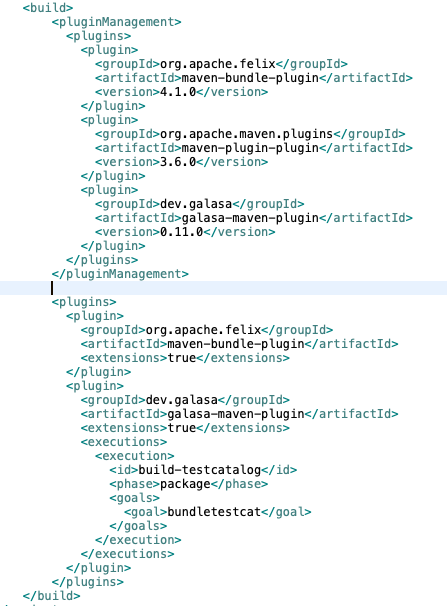 <build>
<pluginManagement>
<plugins>
<plugin>
<groupId>org.apache.felix</groupId>
<artifactId>maven-bundle-plugin</artifactId>
<version>4.1.0</version>
</plugin>
<plugin>
<groupId>org.apache.maven.plugins</groupId>
<artifactId>maven-plugin-plugin</artifactId>
<version>3.6.0</version>
</plugin>
<plugin>
<groupId>dev.galasa</groupId>
<artifactId>galasa-maven-plugin</artifactId>
<version>0.11.0</version>
</plugin>
</plugins>
</pluginManagement>
<plugins>
<plugin>
<groupId>org.apache.felix</groupId>
<artifactId>maven-bundle-plugin</artifactId>
<extensions>true</extensions>
</plugin>
<plugin>
<groupId>dev.galasa</groupId>
<artifactId>galasa-maven-plugin</artifactId>
<extensions>true</extensions>
<executions>
<execution>
<id>build-testcatalog</id>
<phase>package</phase>
<goals>
<goal>bundletestcat</goal>
</goals>
</execution>
</executions>
</plugin>
</plugins>
</build>